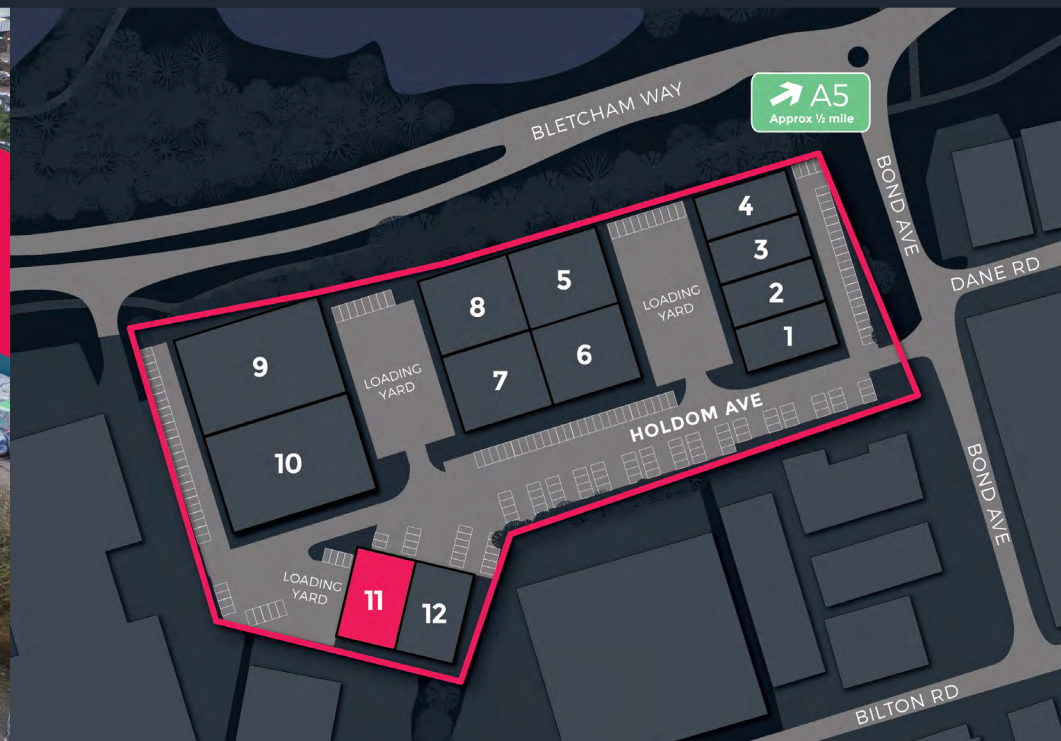 BLETCHAM WAY
A5
Approx ½ mile
BOND AVE
DANE RD
4
3
2
1
5
8
6
7
LOADING
YARD
9
10
LOADING
YARD
HOLDOM AVE
BOND AVE
LOADING
YARD
11
12
BILTON RD